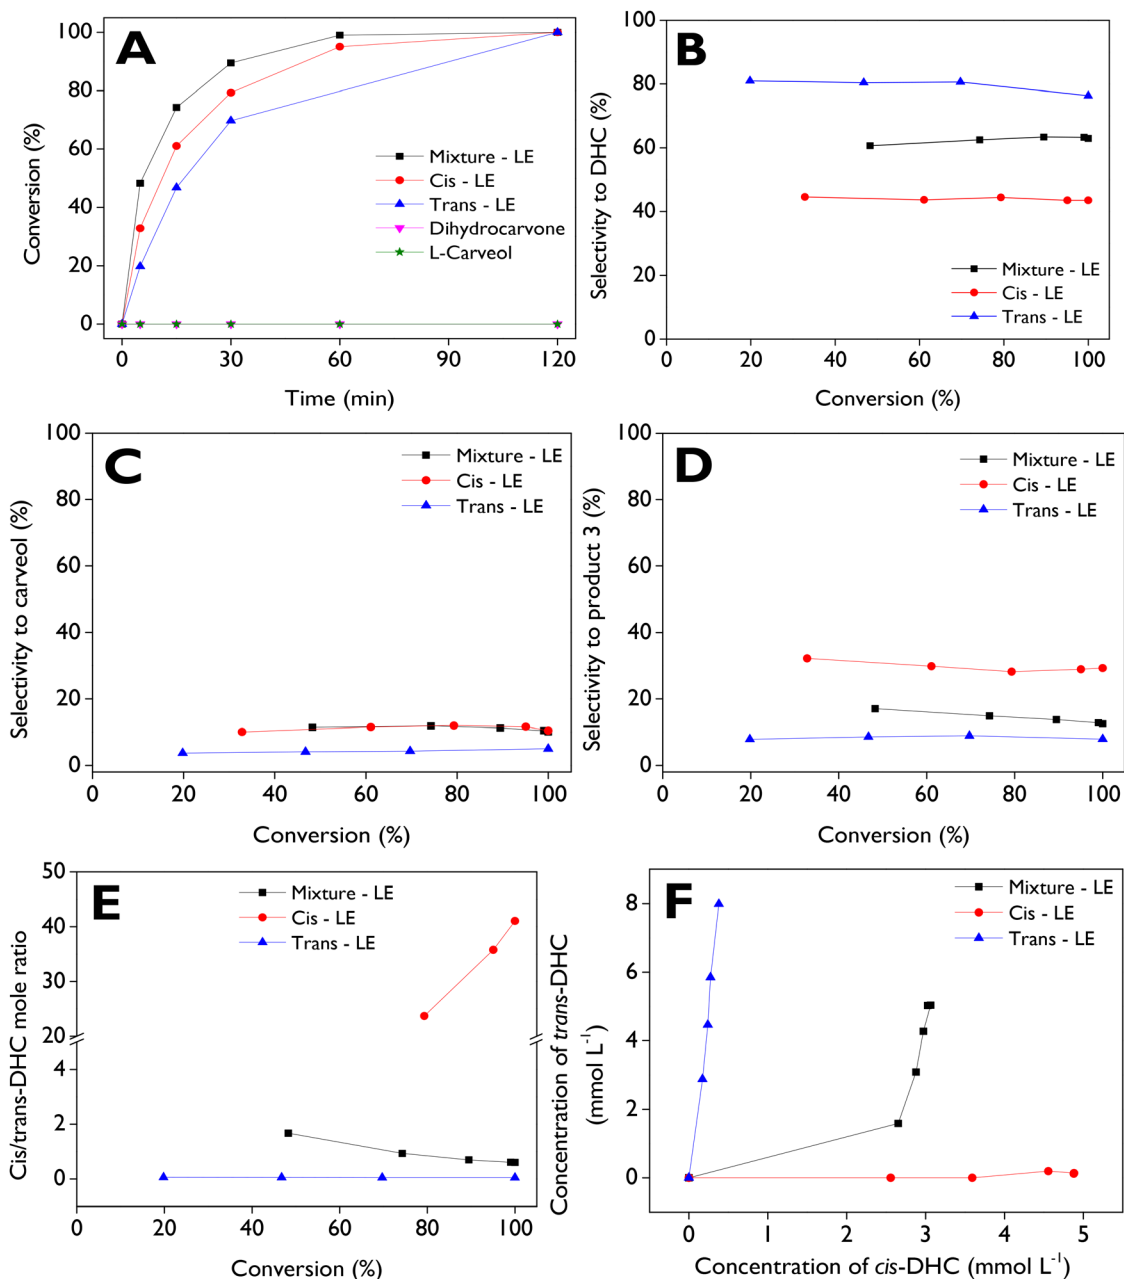 A
100
80
60
40
20
0
Conversion (%)
0 30 60 90 120
Time (min)
Mixture - LE
Cis - LE
Trans - LE
Dihydrocarvone
L-Carveol
B
100
80
60
40
20
0
Selectivity to DHC (%)
0 20 40 60 80 100
Conversion (%)
Mixture - LE
Cis - LE
Trans - LE
C
100
80
60
40
20
0
Selectivity to carveol (%)
0 20 40 60 80 100
Conversion (%)
Mixture - LE
Cis - LE
Trans - LE
D
100
80
60
40
20
0
Selectivity to product 3 (%)
0 20 40 60 80 100
Conversion (%)
Mixture - LE
Cis - LE
Trans - LE
E
50
40
30
20
4
2
0
Cis/trans-DHC mole ratio
0 20 40 60 80 100
Conversion (%)
Mixture - LE
Cis - LE
Trans - LE
F
8
6
4
2
0
Concentration of trans-DHC
(mmol L⁻¹)
0 1 2 3 4 5
Concentration of cis-DHC (mmol L⁻¹)
Mixture - LE
Cis - LE
Trans - LE